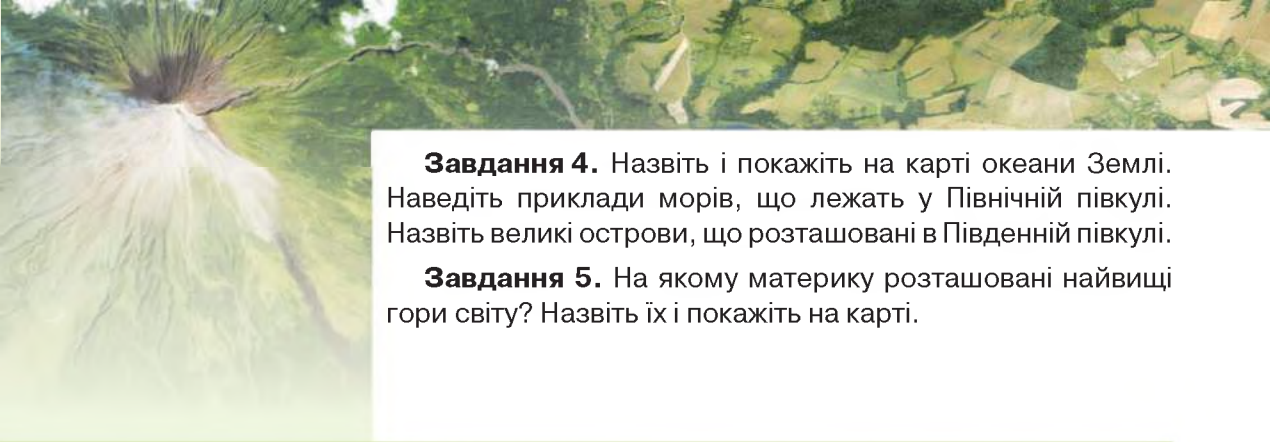 Завдання 4. Назвіть і покажіть на карті океани Землі.
Наведіть приклади морів, що лежать у Північній півкулі.
Назвіть великі острови, що розташовані в Південній півкулі.
Завдання 5. На якому материку розташовані найвищі
гори світу? Назвіть їх і покажіть на карті.